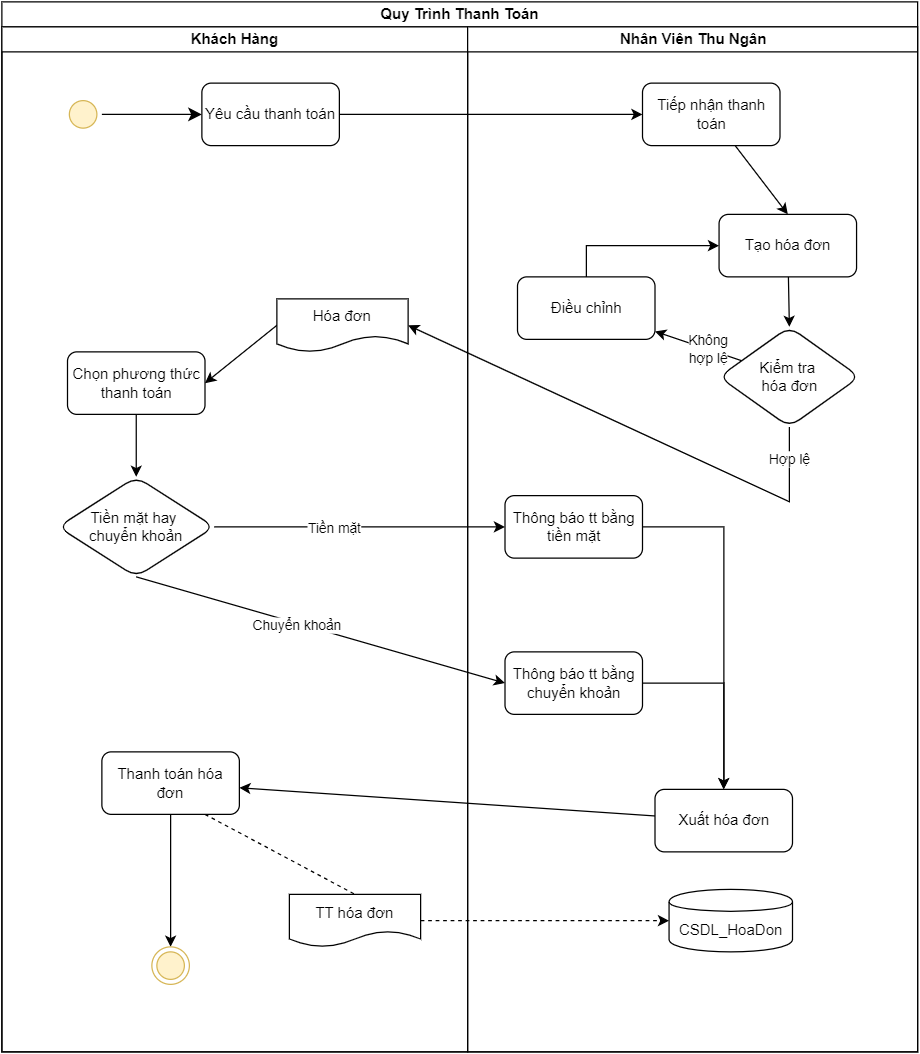 Quy Trình Thanh Toán
Khách Hàng
Nhân Viên Thu Ngân
Yêu cầu thanh toán
Tiếp nhận thanh
toán
Tạo hóa đơn
Điều chỉnh
Hóa đơn
Không
hợp lệ
Kiểm tra
hóa đơn
Chọn phương thức
thanh toán
Hợp lệ
Tiền mặt hay
chuyển khoản
Tiền mặt
Thông báo tt bằng
tiền mặt
Chuyển khoản
Thông báo tt bằng
chuyển khoản
Thanh toán hóa
đơn
Xuất hóa đơn
TT hóa đơn
CSDL_HoaDon